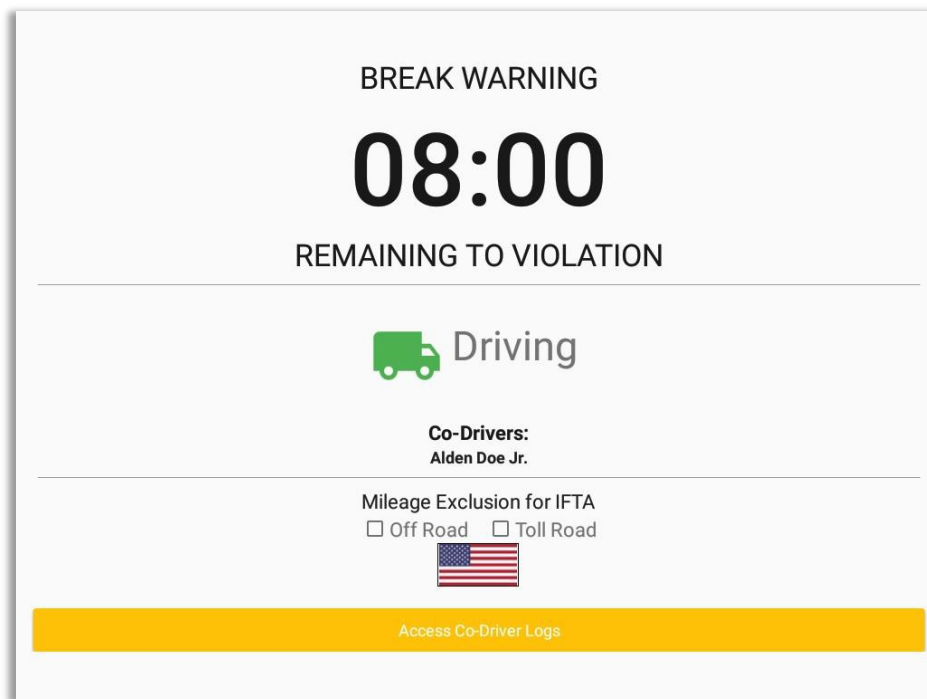 BREAK WARNING
08:00
REMAINING TO VIOLATION
Driving
Co-Drivers:
Alden Doe Jr.
Mileage Exclusion for IFTA
Off Road Toll Road
Access Co-Driver Logs